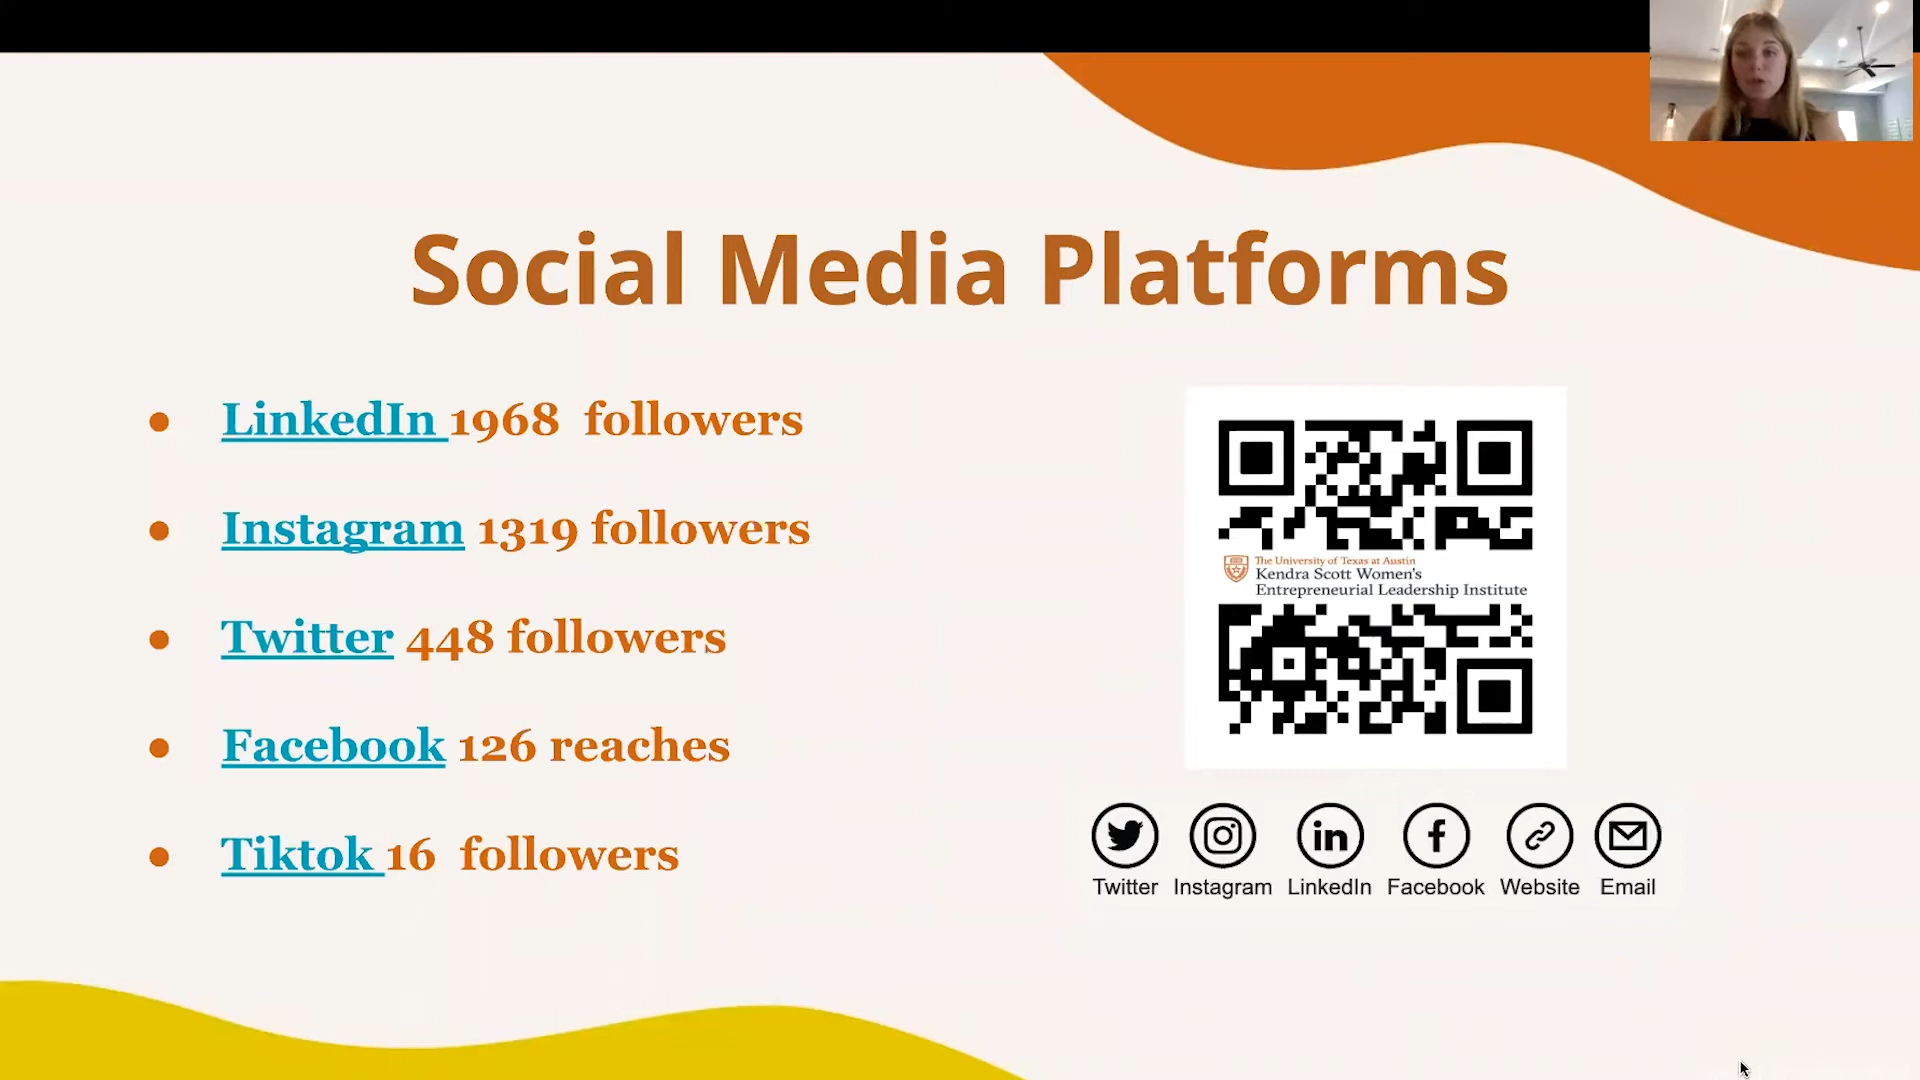 Social Media Platforms
LinkedIn 1968 followers
Instagram 1319 followers
Twitter 448 followers
Facebook 126 reaches
Tiktok 16 followers
The University of Texas at Austin
Kendra Scott Women's
Entrepreneurial Leadership Institute
Twitter Instagram LinkedIn Facebook Website Email